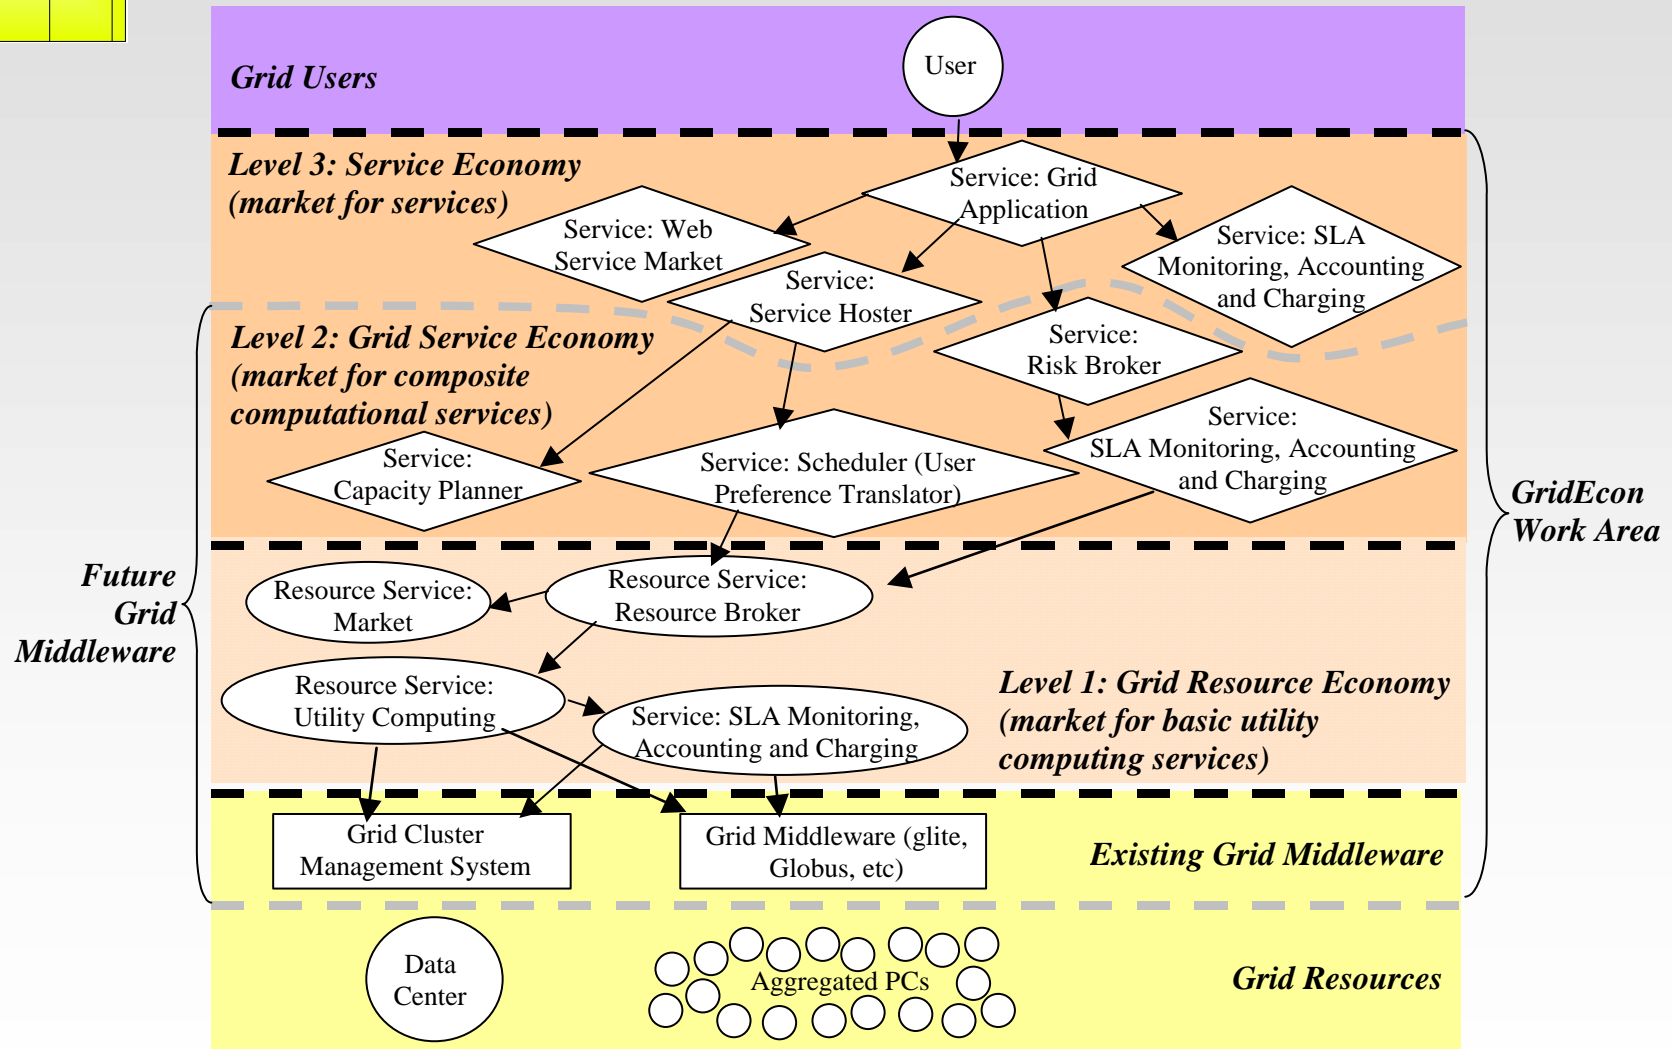 Grid Users
User
Level 3: Service Economy
(market for services)
Service: Grid
Application
Service: Web
Service Market
Service: SLA
Monitoring, Accounting
and Charging
Service:
Service Hoster
Level 2: Grid Service Economy
(market for composite
computational services)
Service:
Risk Broker
Service:
Capacity Planner
Service: Scheduler (User
Preference Translator)
Service:
SLA Monitoring, Accounting
and Charging
GridEcon
Work Area
Future
Grid
Middleware
Resource Service:
Market
Resource Service:
Resource Broker
Resource Service:
Utility Computing
Service: SLA Monitoring,
Accounting and Charging
Level 1: Grid Resource Economy
(market for basic utility
computing services)
Grid Cluster
Management System
Grid Middleware (glite,
Globus, etc)
Existing Grid Middleware
Data
Center
Aggregated PCs
Grid Resources